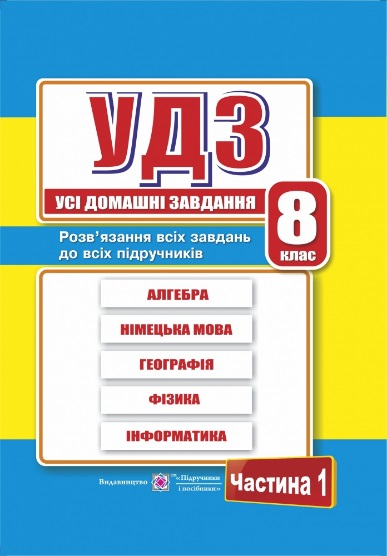 УДЗ
УСІ ДОМАШНІ ЗАВДАННЯ
8
клас
Розв'язання всіх завдань
до всіх підручників
АЛГЕБРА
НІМЕЦЬКА МОВА
ГЕОГРАФІЯ
ФІЗИКА
ІНФОРМАТИКА
Видавництво
«Підручники
і посібники»
Частина 1